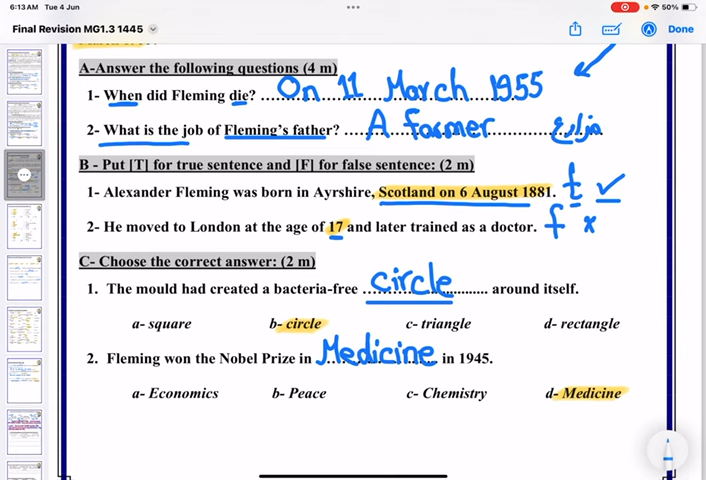 6:13 AM Tue 4 Jun
50%
Final Revision MG1.3 1445
Done
A-Answer the following questions (4 m)
1- When did Fleming die? On 11 March 1955
2- What is the job of Fleming's father? A farmer مزارع
B - Put [T] for true sentence and [F] for false sentence: (2 m)
1- Alexander Fleming was born in Ayrshire, Scotland on 6 August 1881. t ✓
2- He moved to London at the age of 17 and later trained as a doctor. f x
C- Choose the correct answer: (2 m)
1. The mould had created a bacteria-free circle around itself.
a- square b- circle c- triangle d- rectangle
2. Fleming won the Nobel Prize in Medicine in 1945.
a- Economics b- Peace c- Chemistry d- Medicine